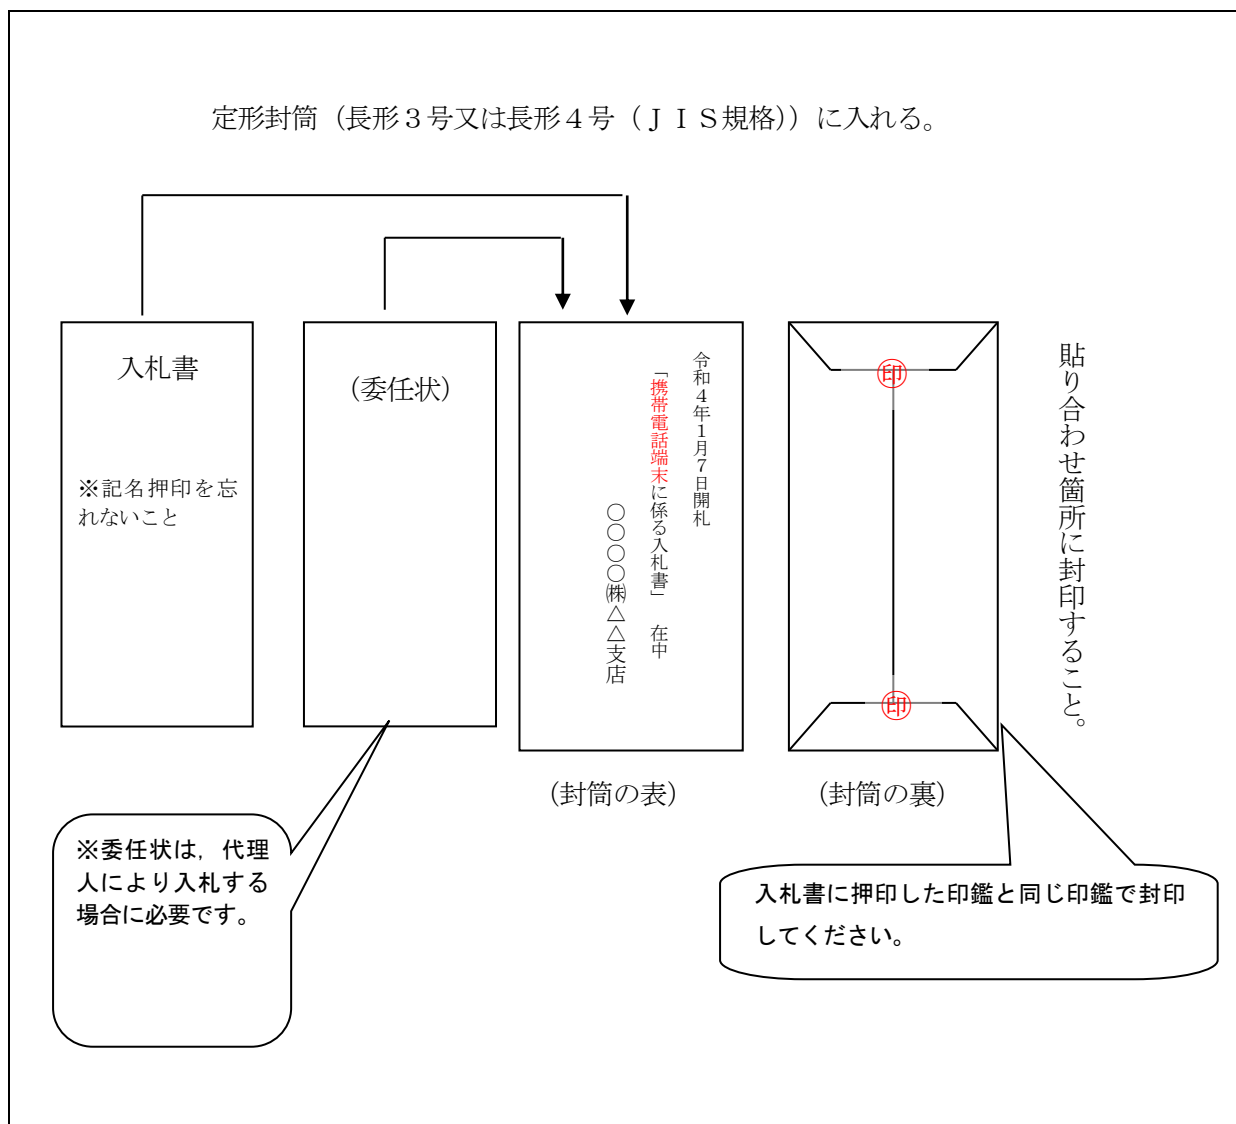 定形封筒（長形３号又は長形４号（ＪＩＳ規格））に入れる。
入札書
※記名押印を忘
れないこと
（委任状）
令和４年１月７日開札
「携帯電話端末に係る入札書」　在中
〇〇〇〇㈱△△支店
印
印
貼り合わせ箇所に封印すること。
（封筒の表）
（封筒の裏）
※委任状は，代理
人により入札する
場合に必要です。
入札書に押印した印鑑と同じ印鑑で封印
してください。